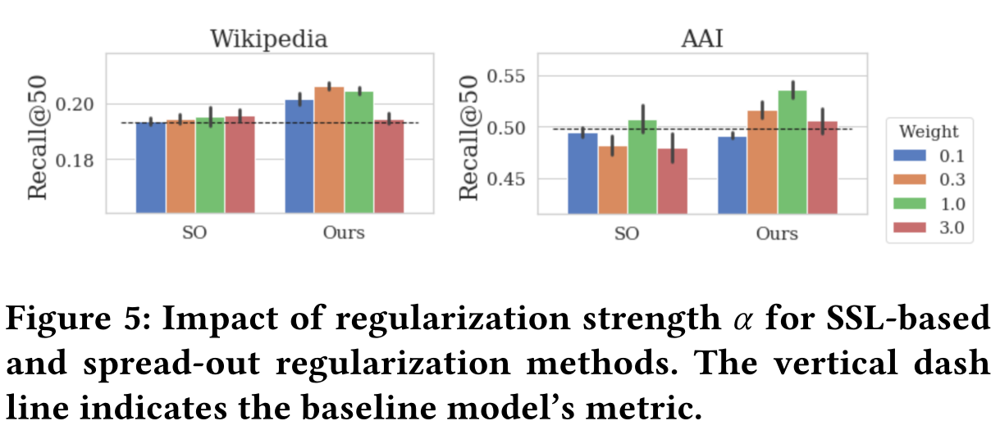 Wikipedia
Recall@50
0.20
0.18
SO Ours
AAI
Recall@50
0.55
0.50
0.45
SO Ours
Weight
0.1
0.3
1.0
3.0
Figure 5: Impact of regularization strength α for SSL-based
and spread-out regularization methods. The vertical dash
line indicates the baseline model’s metric.